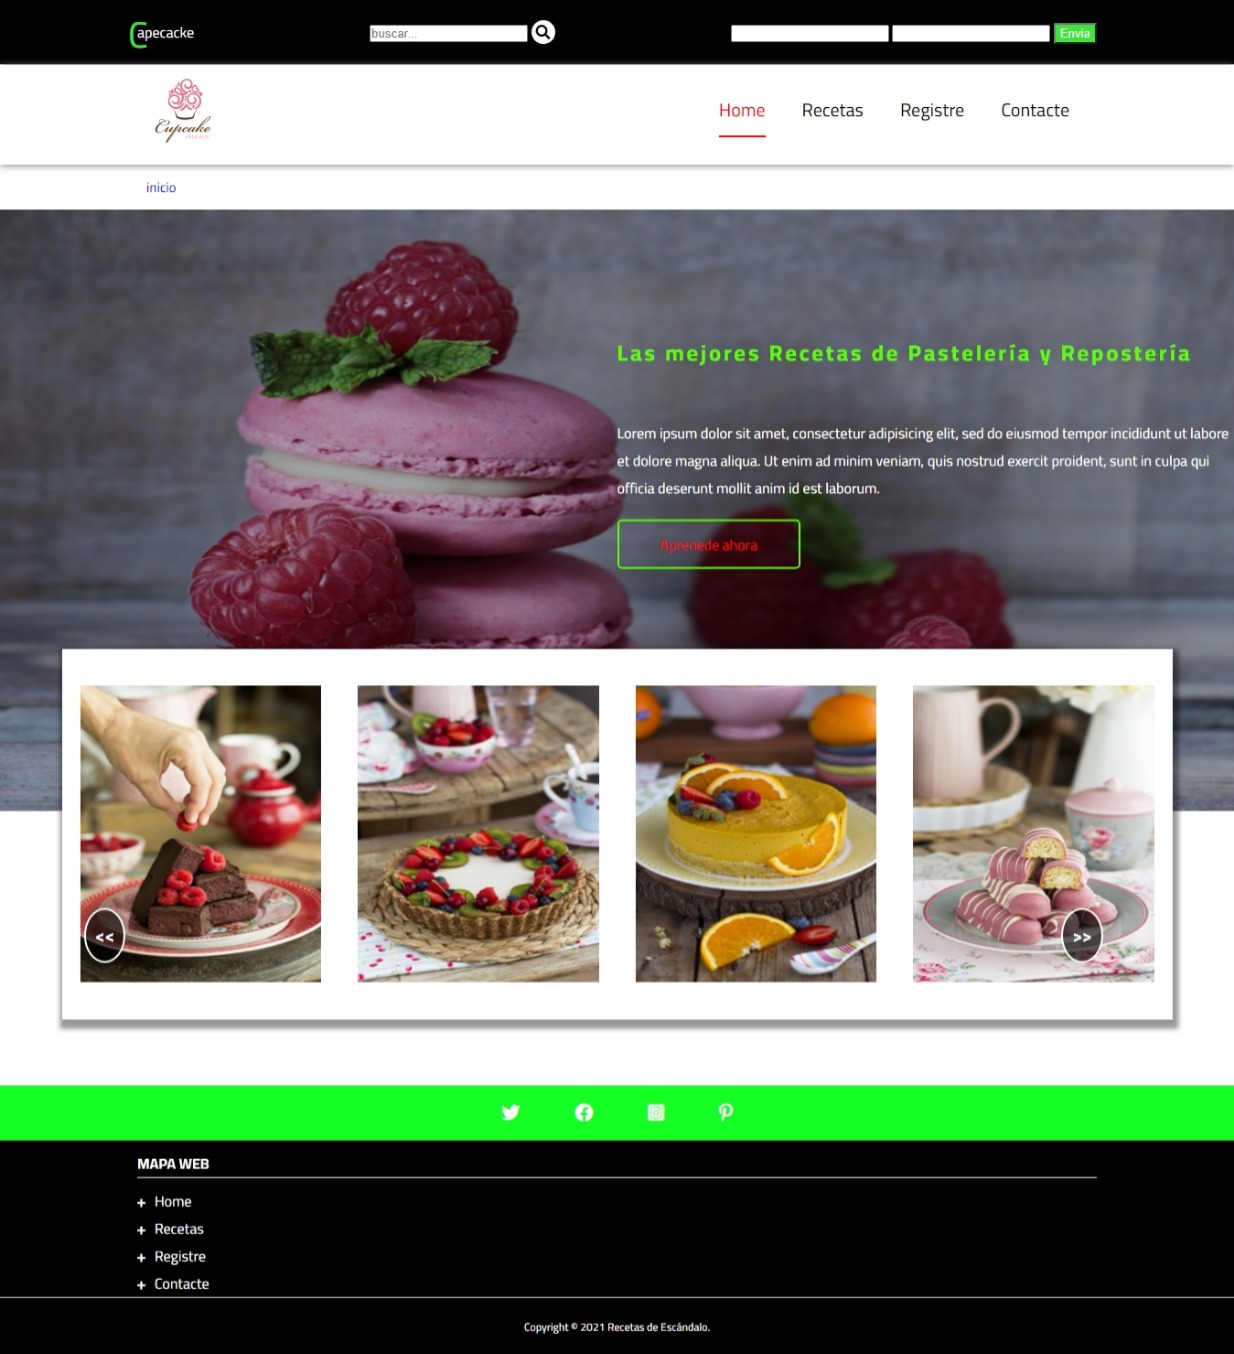 Capecacke
buscar...
Envia
Cupcake
Home Recetas Registre Contacte
inicio
Las mejores Recetas de Pastelería y Repostería
Lorem ipsum dolor sit amet, consectetur adipisicing elit, sed do eiusmod tempor incididunt ut labore
et dolore magna aliqua. Ut enim ad minim veniam, quis nostrud exercit proident, sunt in culpa qui
officia deserunt mollit anim id est laborum.
Aprenede ahora
<< >>
MAPA WEB
+ Home
+ Recetas
+ Registre
+ Contacte
Copyright © 2021 Recetas de Escándalo.